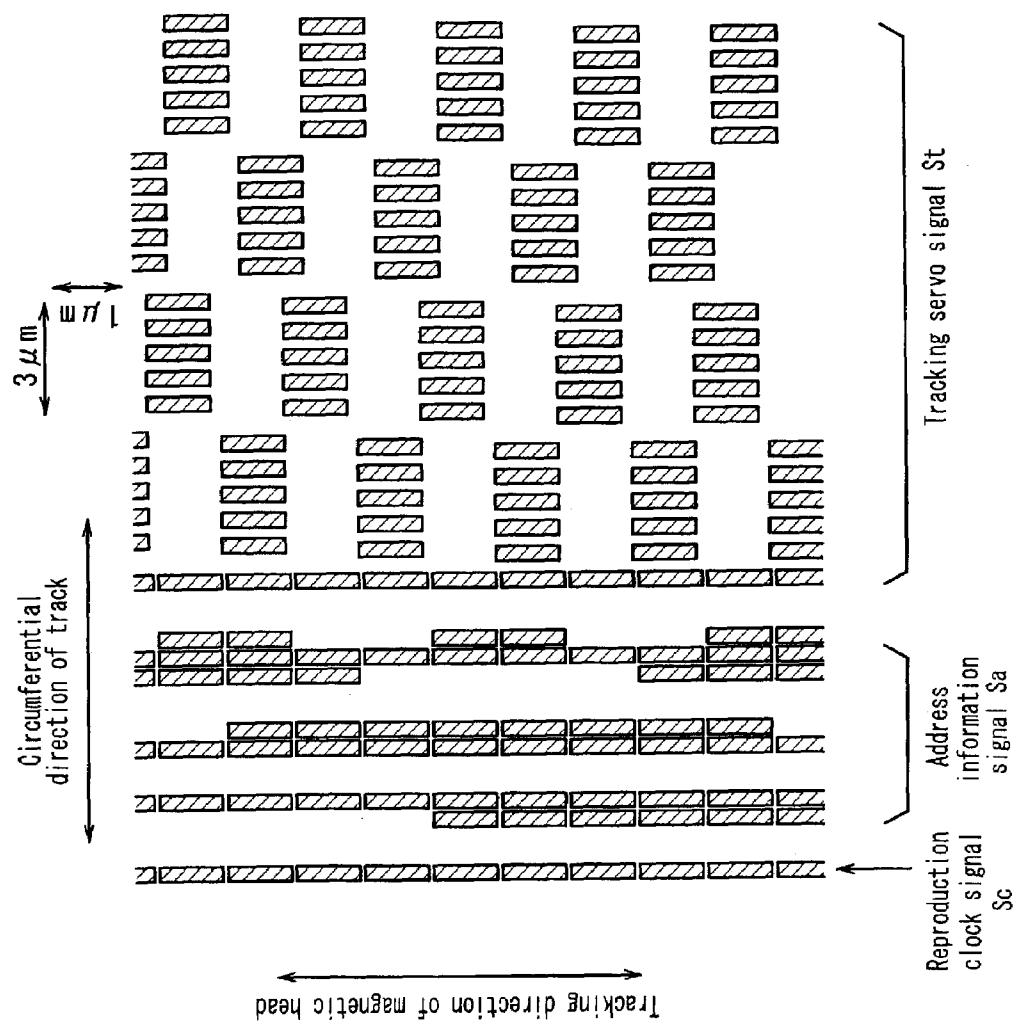 3 μm
1 μm
Circumferential
direction of track
Tracking servo signal St
Address
information
signal Sa
Reproduction
clock signal
Sc
Tracking direction of magnetic head